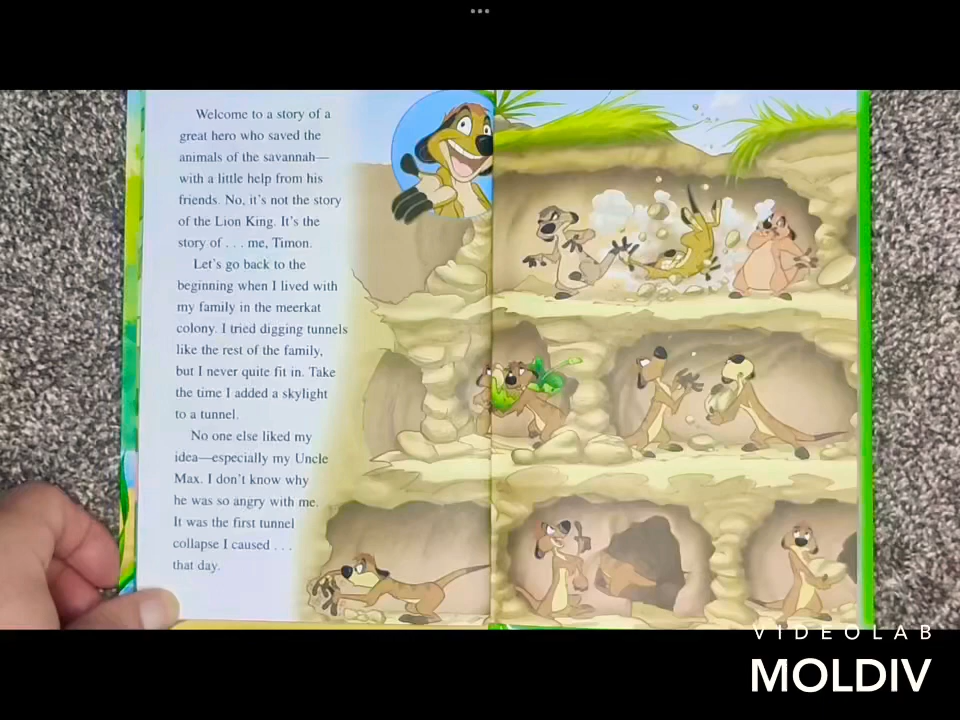 Welcome to a story of a
great hero who saved the
animals of the savannah—
with a little help from his
friends. No, it's not the story
of the Lion King. It's the
story of . . . me, Timon.
Let's go back to the
beginning when I lived with
my family in the meerkat
colony. I tried digging tunnels
like the rest of the family,
but I never quite fit in. Take
the time I added a skylight
to a tunnel.
No one else liked my
idea—especially my Uncle
Max. I don't know why
he was so angry with me.
It was the first tunnel
collapse I caused . . .
that day.
VIDEOLAB
MOLDIV